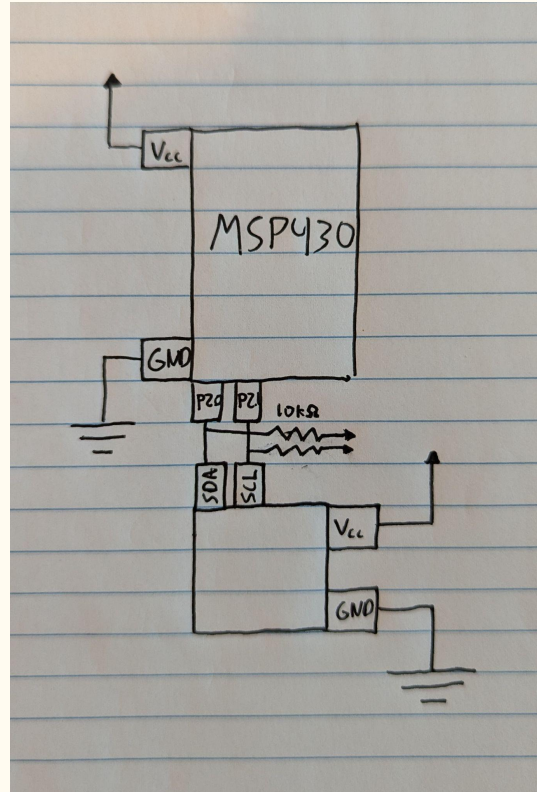 Vcc
MSP430
GND
P20 P21
10kΩ
SDA SCL
Vcc
GND